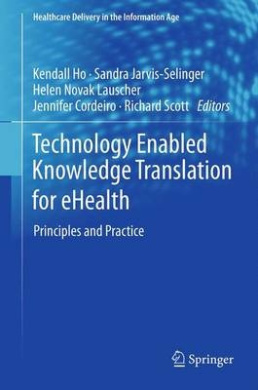 Healthcare Delivery in the Information Age
Kendall Ho · Sandra Jarvis-Selinger
Helen Novak Lauscher
Jennifer Cordeiro · Richard Scott Editors
Technology Enabled
Knowledge Translation
for eHealth
Principles and Practice
Springer